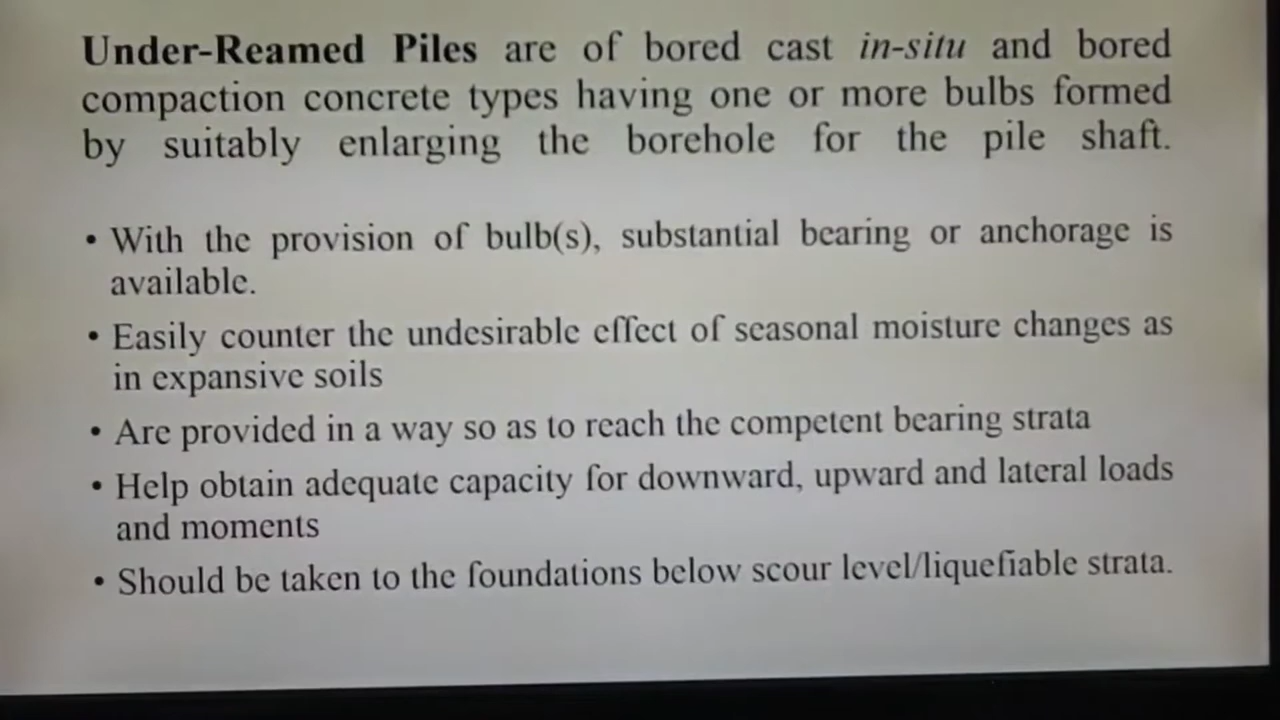 Under-Reamed Piles are of bored cast in-situ and bored
compaction concrete types having one or more bulbs formed
by suitably enlarging the borehole for the pile shaft.
• With the provision of bulb(s), substantial bearing or anchorage is
available.
• Easily counter the undesirable effect of seasonal moisture changes as
in expansive soils
• Are provided in a way so as to reach the competent bearing strata
• Help obtain adequate capacity for downward, upward and lateral loads
and moments
• Should be taken to the foundations below scour level/liquefiable strata.